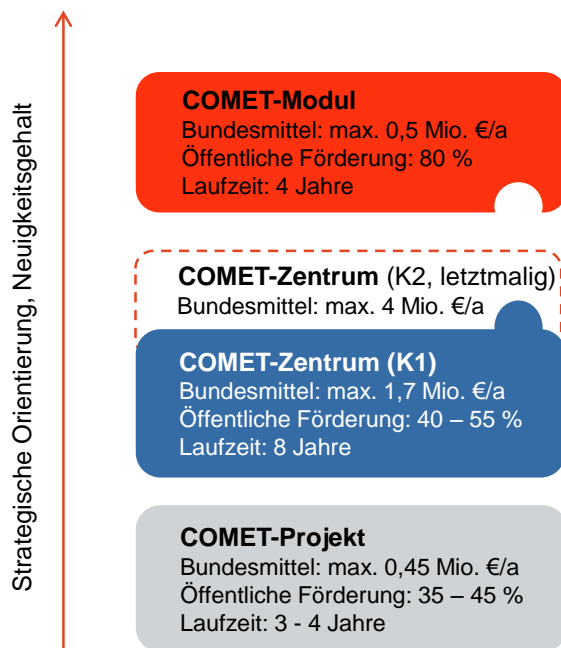 Strategische Orientierung, Neuigkeitsgehalt
COMET-Modul
Bundesmittel: max. 0,5 Mio. €/a
Öffentliche Förderung: 80 %
Laufzeit: 4 Jahre
COMET-Zentrum (K2, letztmalig)
Bundesmittel: max. 4 Mio. €/a
COMET-Zentrum (K1)
Bundesmittel: max. 1,7 Mio. €/a
Öffentliche Förderung: 40 – 55 %
Laufzeit: 8 Jahre
COMET-Projekt
Bundesmittel: max. 0,45 Mio. €/a
Öffentliche Förderung: 35 – 45 %
Laufzeit: 3 - 4 Jahre